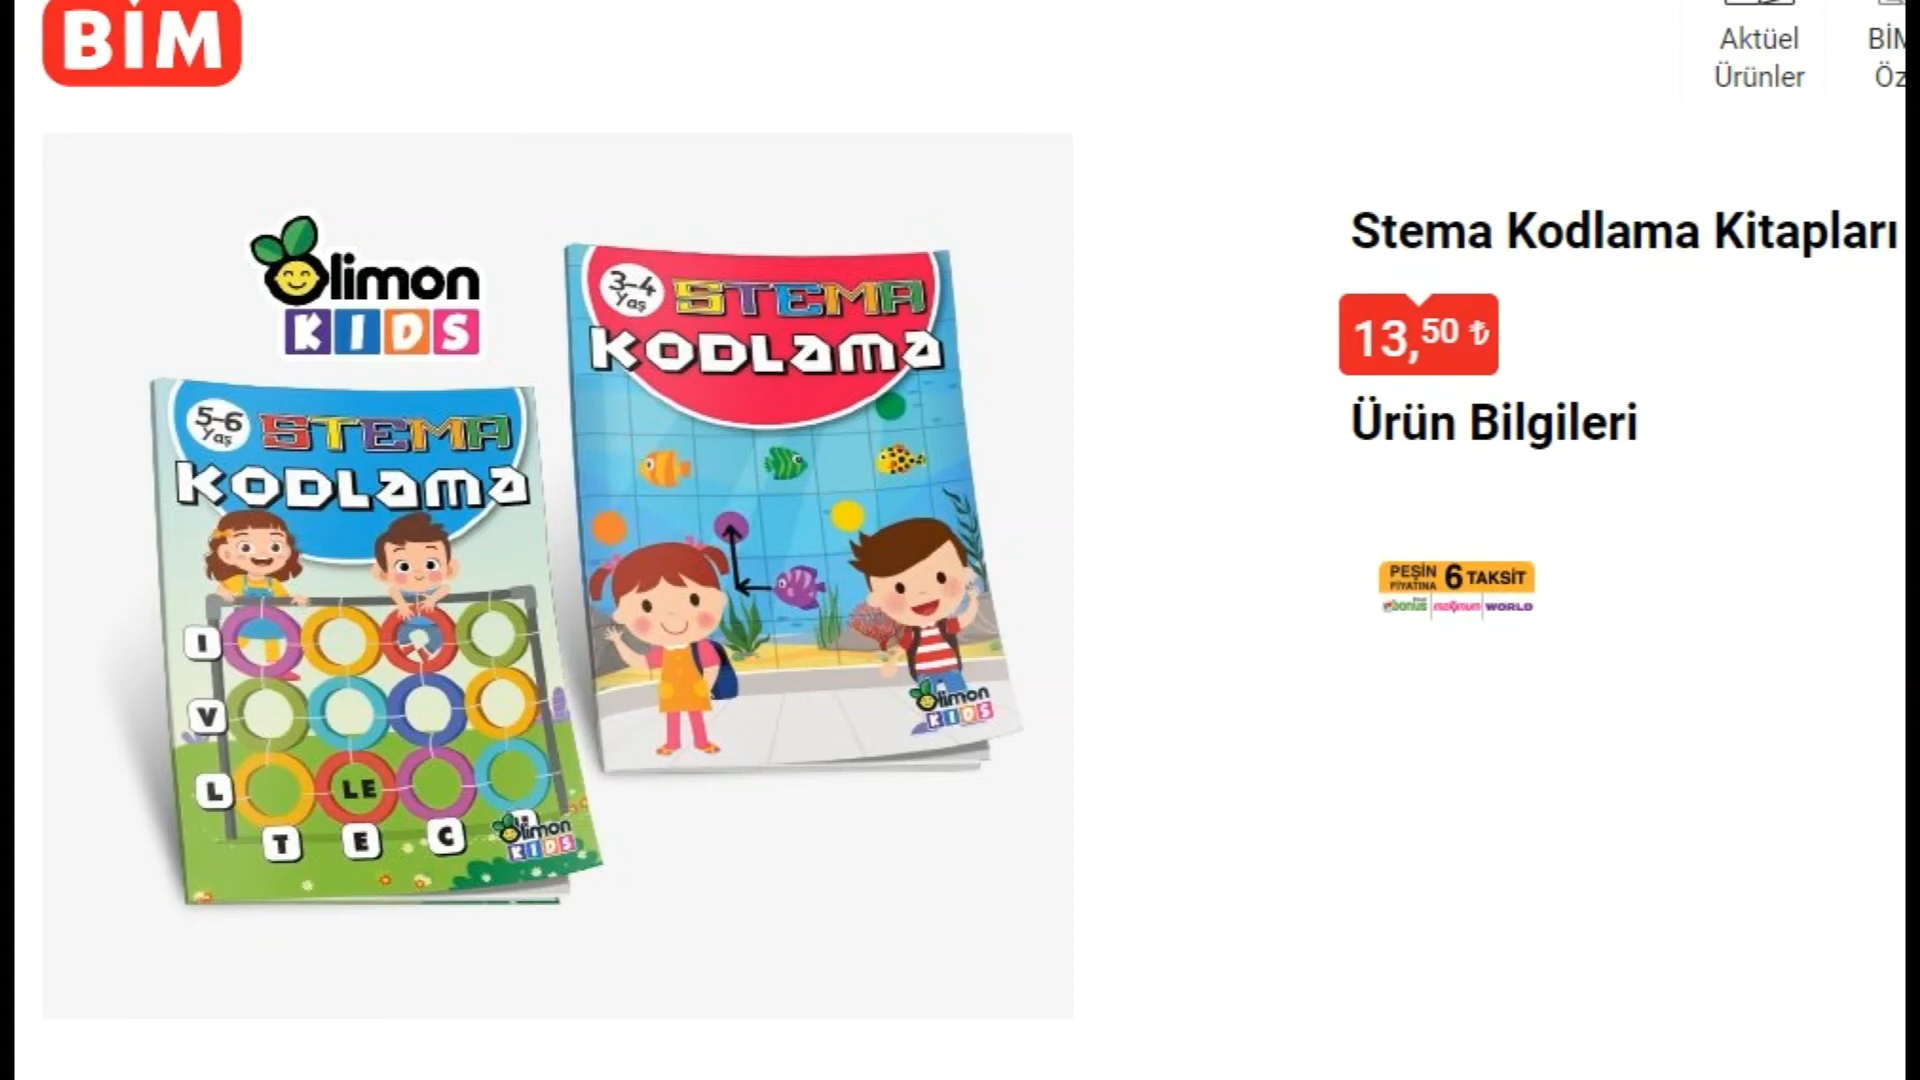 BİM
Aktüel
Ürünler
limon
KIDS
3-4
Yaş
STEMA
KODLAMA
5-6
Yaş
STEMA
KODLAMA
I
V
L
LE
T
E
C
limon
KIDS
limon
KIDS
Stema Kodlama Kitapları
13,50 ₺
Ürün Bilgileri
PEŞİN
FİYATINA
6 TAKSİT
bonus
maximum
WORLD